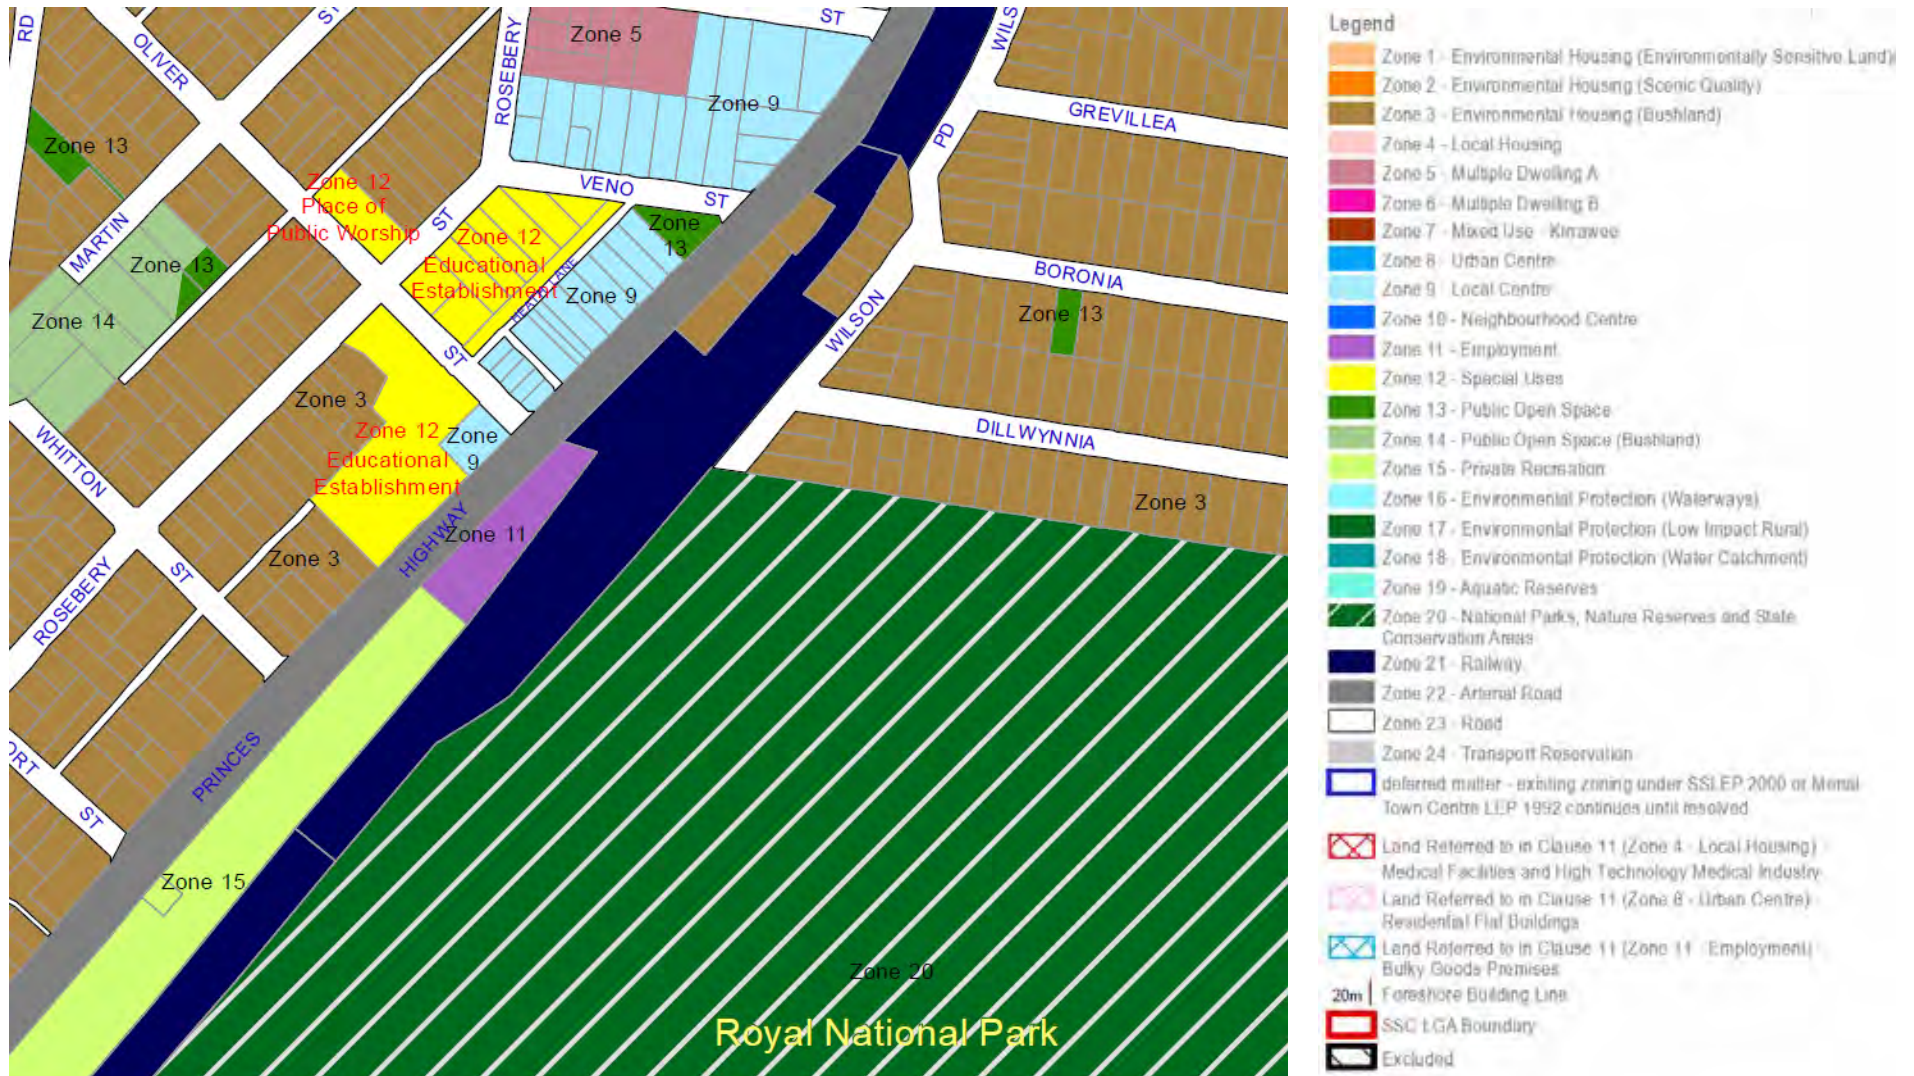 RD
OLIVER
ST
ROSEBERY
Zone 5
ST
WILS
Zone 9
GREVILLEA
PD
Zone 13
Zone 12
Place of
Public Worship
VENO
ST
MARTIN
ST
Zone 12
Educational
Establishment
Zone
13
Zone 13
HEATH LANE
Zone 9
BORONIA
Zone 13
WILSON
Zone 14
ST
Zone 3
Zone 12
Educational
Establishment
Zone
9
DILLWYNNIA
WHITTON
Zone 3
HIGHWAY
Zone 11
Zone 3
ROSEBERY
ST
PRINCES
ORT
ST
Zone 15
Zone 20
Royal National Park
Legend
Zone 1 - Environmental Housing (Environmentally Sensitive Land)
Zone 2 - Environmental Housing (Scenic Quality)
Zone 3 - Environmental Housing (Bushland)
Zone 4 - Local Housing
Zone 5 - Multiple Dwelling A
Zone 6 - Multiple Dwelling B
Zone 7 - Mixed Use - Kirrawee
Zone 8 - Urban Centre
Zone 9 - Local Centre
Zone 10 - Neighbourhood Centre
Zone 11 - Employment
Zone 12 - Special Uses
Zone 13 - Public Open Space
Zone 14 - Public Open Space (Bushland)
Zone 15 - Private Recreation
Zone 16 - Environmental Protection (Waterways)
Zone 17 - Environmental Protection (Low Impact Rural)
Zone 18 - Environmental Protection (Water Catchment)
Zone 19 - Aquatic Reserves
Zone 20 - National Parks, Nature Reserves and State
Conservation Areas
Zone 21 - Railway
Zone 22 - Arterial Road
Zone 23 - Road
Zone 24 - Transport Reservation
deferred matter - existing zoning under SSLEP 2000 or Menai
Town Centre LEP 1992 continues until resolved
Land Referred to in Clause 11 (Zone 4 - Local Housing)
Medical Facilities and High Technology Medical Industry
Land Referred to in Clause 11 (Zone 8 - Urban Centre)
Residential Flat Buildings
Land Referred to in Clause 11 (Zone 11 - Employment)
Bulky Goods Premises
20m Foreshore Building Line
SSC LGA Boundary
Excluded